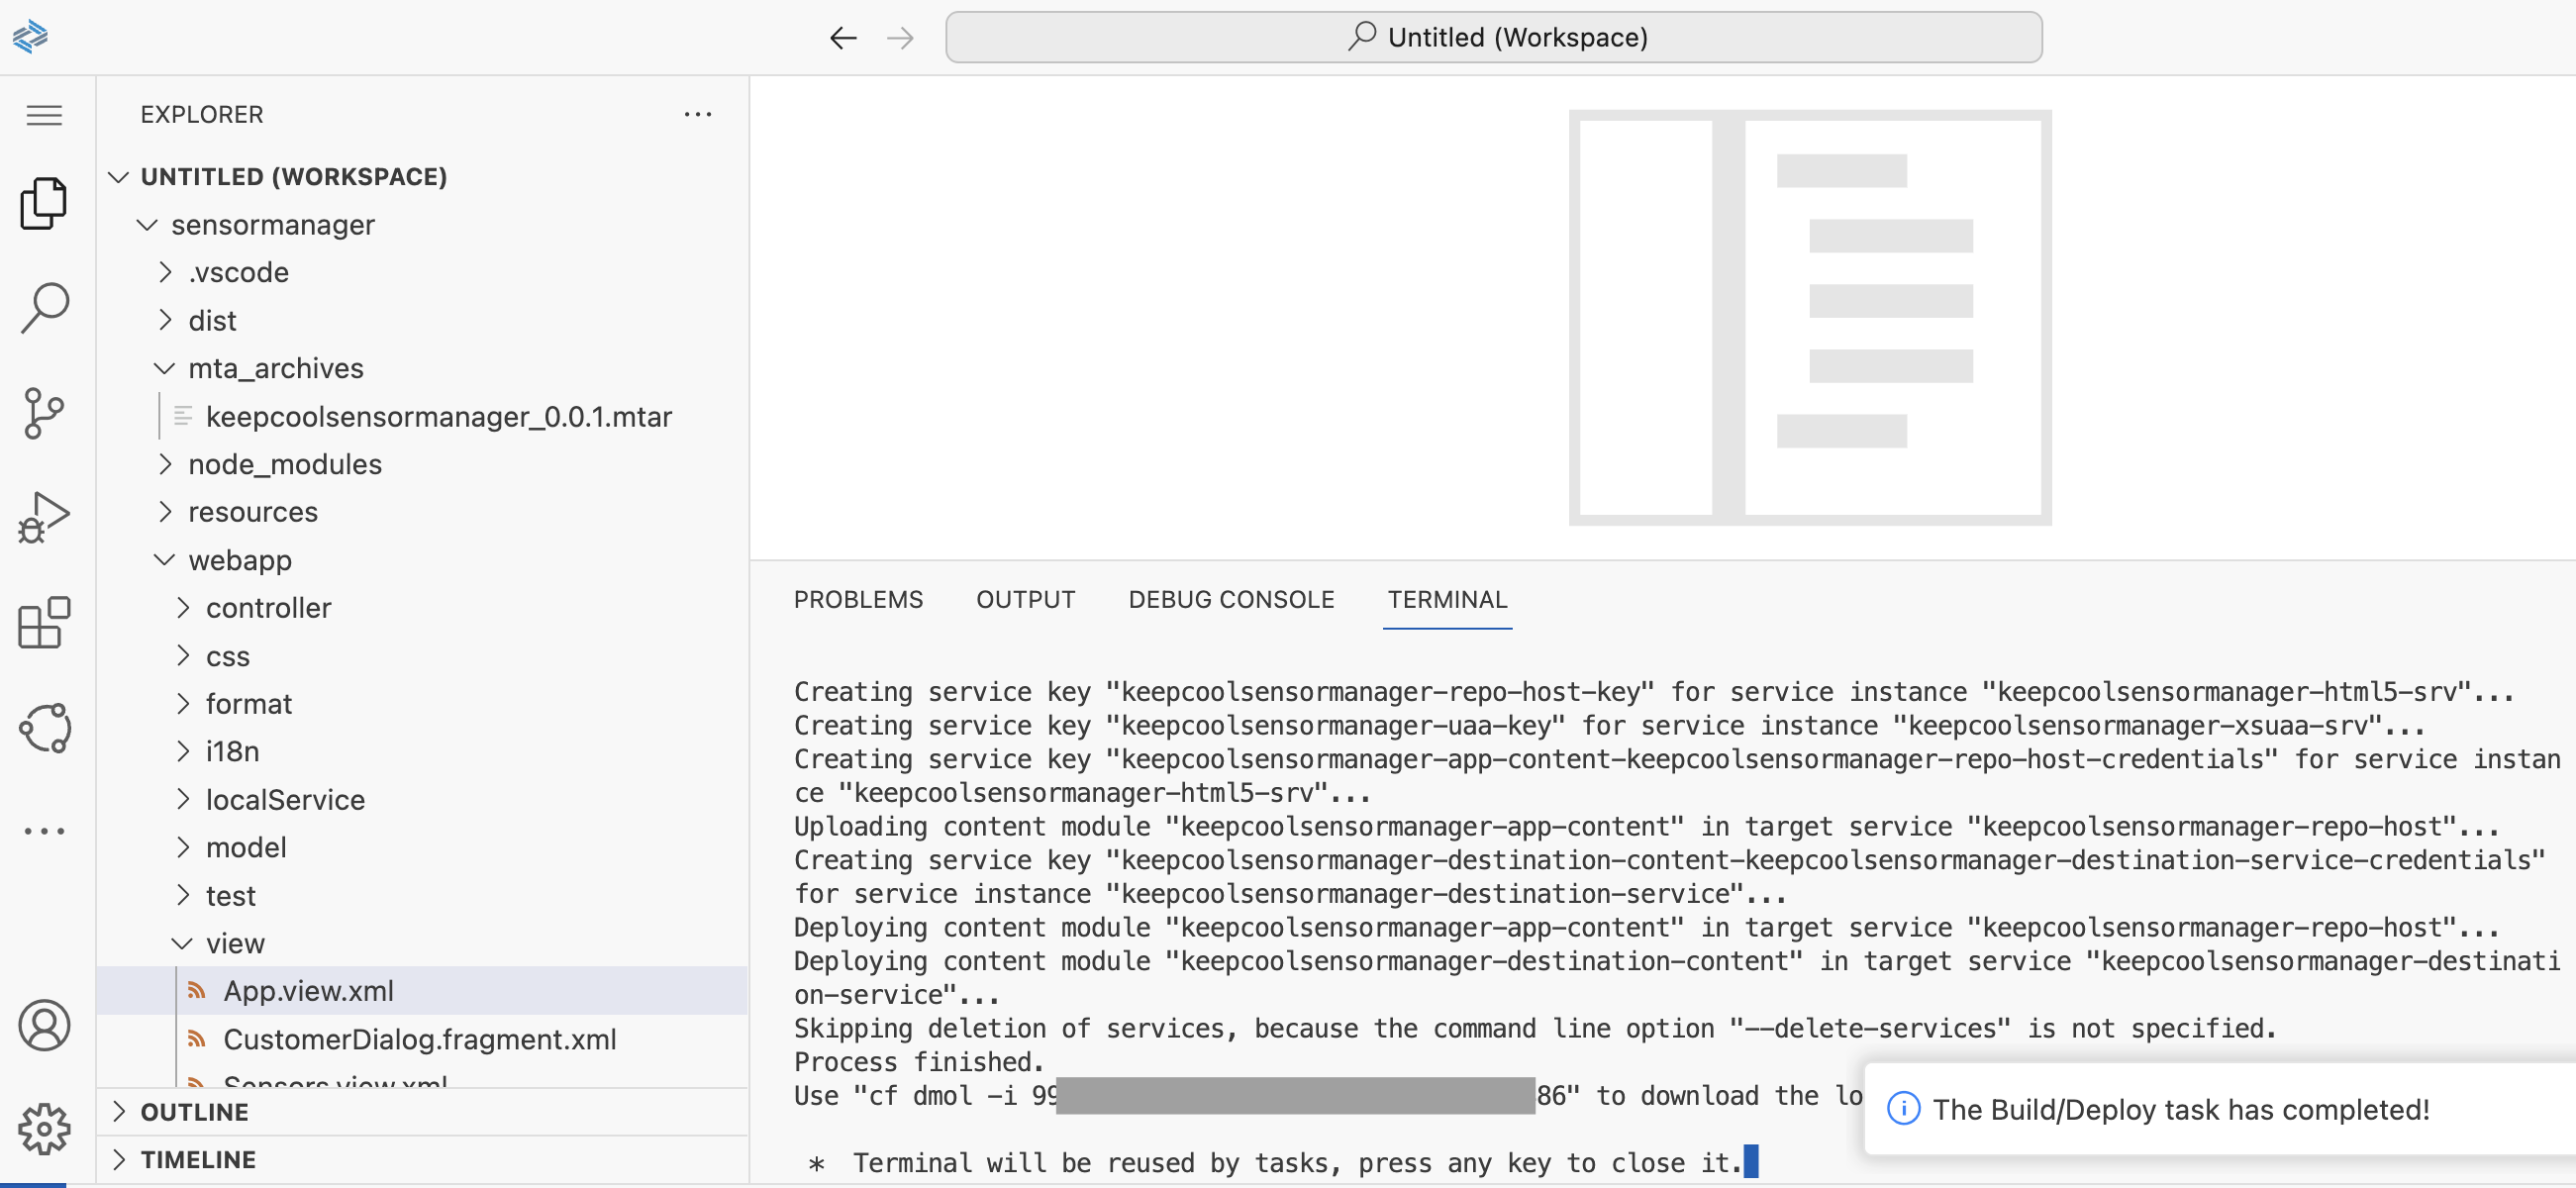 Untitled (Workspace)
EXPLORER
UNTITLED (WORKSPACE)
sensormanager
.vscode
dist
mta_archives
keepcoolsensormanager_0.0.1.mtar
node_modules
resources
webapp
controller
css
format
i18n
localService
model
test
view
App.view.xml
CustomerDialog.fragment.xml
Sensors.view.xml
OUTLINE
TIMELINE
PROBLEMS OUTPUT DEBUG CONSOLE TERMINAL
Creating service key "keepcoolsensormanager-repo-host-key" for service instance "keepcoolsensormanager-html5-srv"...
Creating service key "keepcoolsensormanager-uaa-key" for service instance "keepcoolsensormanager-xsuaa-srv"...
Creating service key "keepcoolsensormanager-app-content-keepcoolsensormanager-repo-host-credentials" for service instan
ce "keepcoolsensormanager-html5-srv"...
Uploading content module "keepcoolsensormanager-app-content" in target service "keepcoolsensormanager-repo-host"...
Creating service key "keepcoolsensormanager-destination-content-keepcoolsensormanager-destination-service-credentials"
for service instance "keepcoolsensormanager-destination-service"...
Deploying content module "keepcoolsensormanager-app-content" in target service "keepcoolsensormanager-repo-host"...
Deploying content module "keepcoolsensormanager-destination-content" in target service "keepcoolsensormanager-destinati
on-service"...
Skipping deletion of services, because the command line option "--delete-services" is not specified.
Process finished.
Use "cf dmol -i 99 86" to download the lo
* Terminal will be reused by tasks, press any key to close it.
The Build/Deploy task has completed!